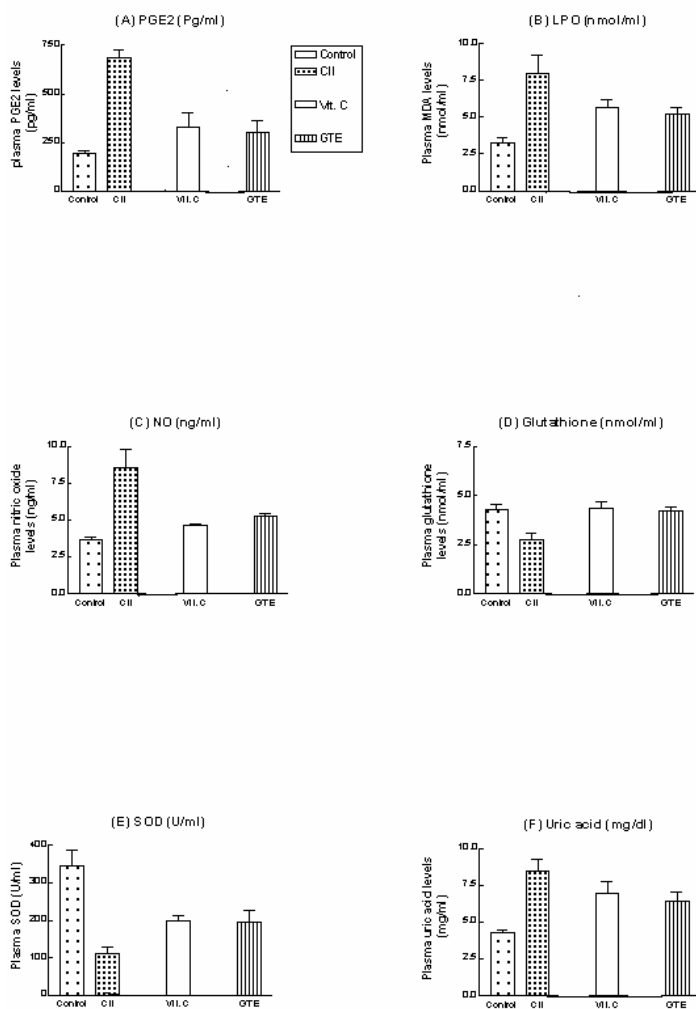 (A) PGE2 (Pg/ml)
plasma PGE2 levels
(pg/ml)
750
500
250
0
Control CII Vit. C GTE
Control
CII
Vit. C
GTE
(B) LPO (nmol/ml)
Plasma MDA levels
(nmol/ml)
10.0
7.5
5.0
2.5
0.0
Control CII Vit. C GTE
(C) NO (ng/ml)
Plasma nitric oxide
levels (ng/ml)
10.0
7.5
5.0
2.5
0.0
Control CII Vit. C GTE
(D) Glutathione (nmol/ml)
Plasma glutathione
levels (nmol/ml)
7.5
5.0
2.5
0.0
Control CII Vit. C GTE
(E) SOD (U/ml)
Plasma SOD (U/ml)
400
300
200
100
0
Control CII Vit. C GTE
(F) Uric acid (mg/dl)
Plasma uric acid levels
(mg/ml)
10.0
7.5
5.0
2.5
0.0
Control CII Vit. C GTE